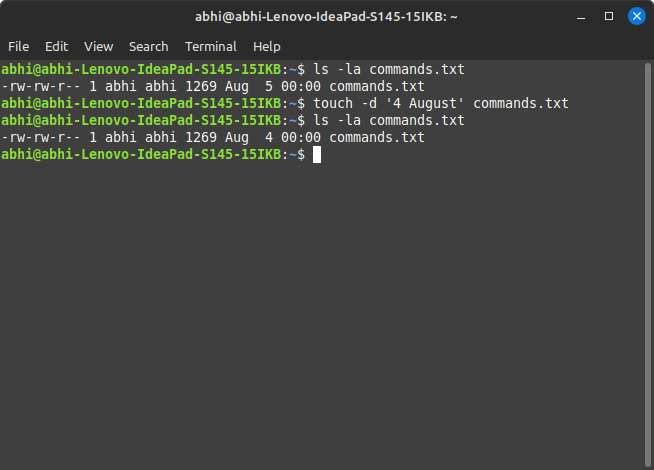 abhi@abhi-Lenovo-IdeaPad-S145-15IKB: ~
File Edit View Search Terminal Help
abhi@abhi-Lenovo-IdeaPad-S145-15IKB:~$ ls -la commands.txt
-rw-rw-r-- 1 abhi abhi 1269 Aug  5 00:00 commands.txt
abhi@abhi-Lenovo-IdeaPad-S145-15IKB:~$ touch -d '4 August' commands.txt
abhi@abhi-Lenovo-IdeaPad-S145-15IKB:~$ ls -la commands.txt
-rw-rw-r-- 1 abhi abhi 1269 Aug  4 00:00 commands.txt
abhi@abhi-Lenovo-IdeaPad-S145-15IKB:~$